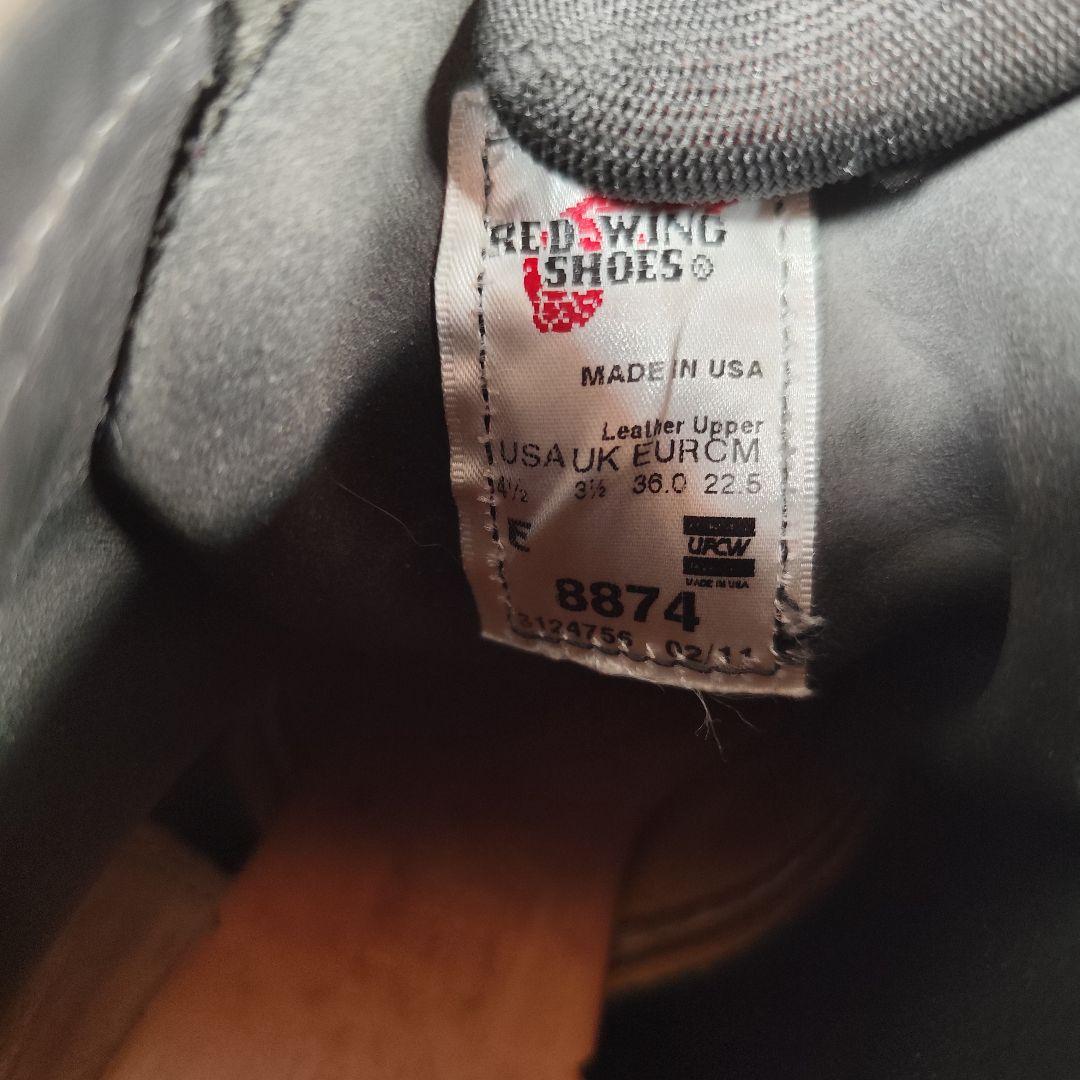 RED WING
SHOES®
MADE IN USA
Leather Upper
USA UK EUR CM
4½ 3½ 36.0 22.5
E
UFCW
MADE IN USA
8874
3124756 02/11